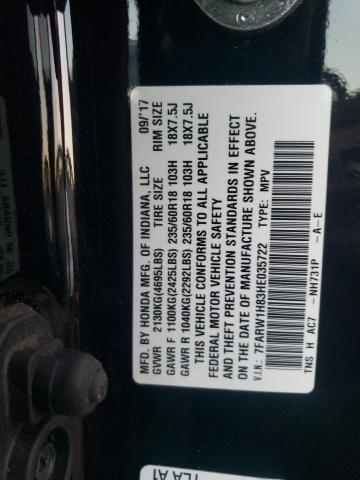 MFD. BY HONDA MFG. OF INDIANA, LLC 09/'17
GVWR 2130KG(4695LBS) TIRE SIZE RIM SIZE
GAWR F 1100KG(2425LBS) 235/60R18 103H 18X7.5J
GAWR R 1040KG(2292LBS) 235/60R18 103H 18X7.5J
THIS VEHICLE CONFORMS TO ALL APPLICABLE
FEDERAL MOTOR VEHICLE SAFETY
AND THEFT PREVENTION STANDARDS IN EFFECT
ON THE DATE OF MANUFACTURE SHOWN ABOVE.
V.I.N.: 7FARW1H83HE035722 TYPE: MPV
TNS H AC7 -NH731P -A-E